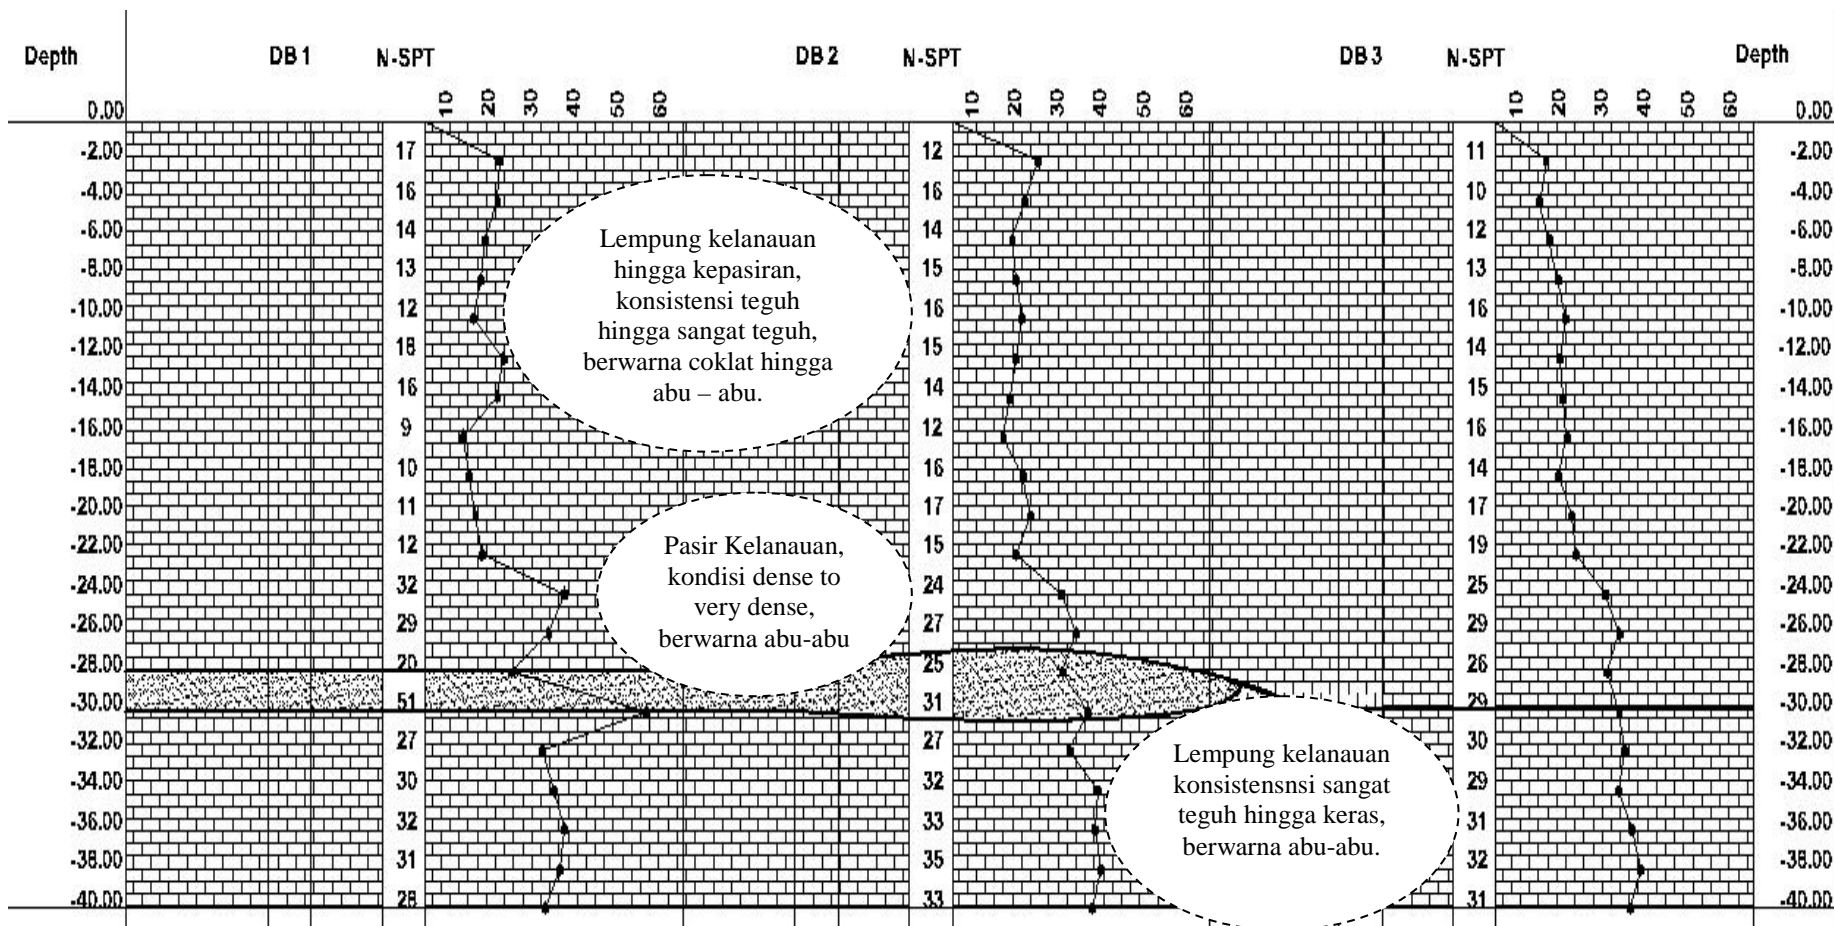 Depth DB 1 N-SPT DB 2 N-SPT DB 3 N-SPT Depth
10 20 30 40 50 60 10 20 30 40 50 60 10 20 30 40 50 60
0.00 0.00
-2.00 17 12 11 -2.00
-4.00 16 16 10 -4.00
-6.00 14 14 12 -6.00
-8.00 13 15 13 -8.00
-10.00 12 16 16 -10.00
-12.00 18 15 14 -12.00
-14.00 16 14 15 -14.00
-16.00 9 12 16 -16.00
-18.00 10 16 14 -18.00
-20.00 11 17 17 -20.00
-22.00 12 15 19 -22.00
-24.00 32 24 25 -24.00
-26.00 29 27 29 -26.00
-28.00 20 25 26 -28.00
-30.00 51 31 29 -30.00
-32.00 27 27 30 -32.00
-34.00 30 32 29 -34.00
-36.00 32 33 31 -36.00
-38.00 31 35 32 -38.00
-40.00 28 33 31 -40.00
Lempung kelanauan
hingga kepasiran,
konsistensi teguh
hingga sangat teguh,
berwarna coklat hingga
abu – abu.
Pasir Kelanauan,
kondisi dense to
very dense,
berwarna abu-abu
Lempung kelanauan
konsistensnsi sangat
teguh hingga keras,
berwarna abu-abu.